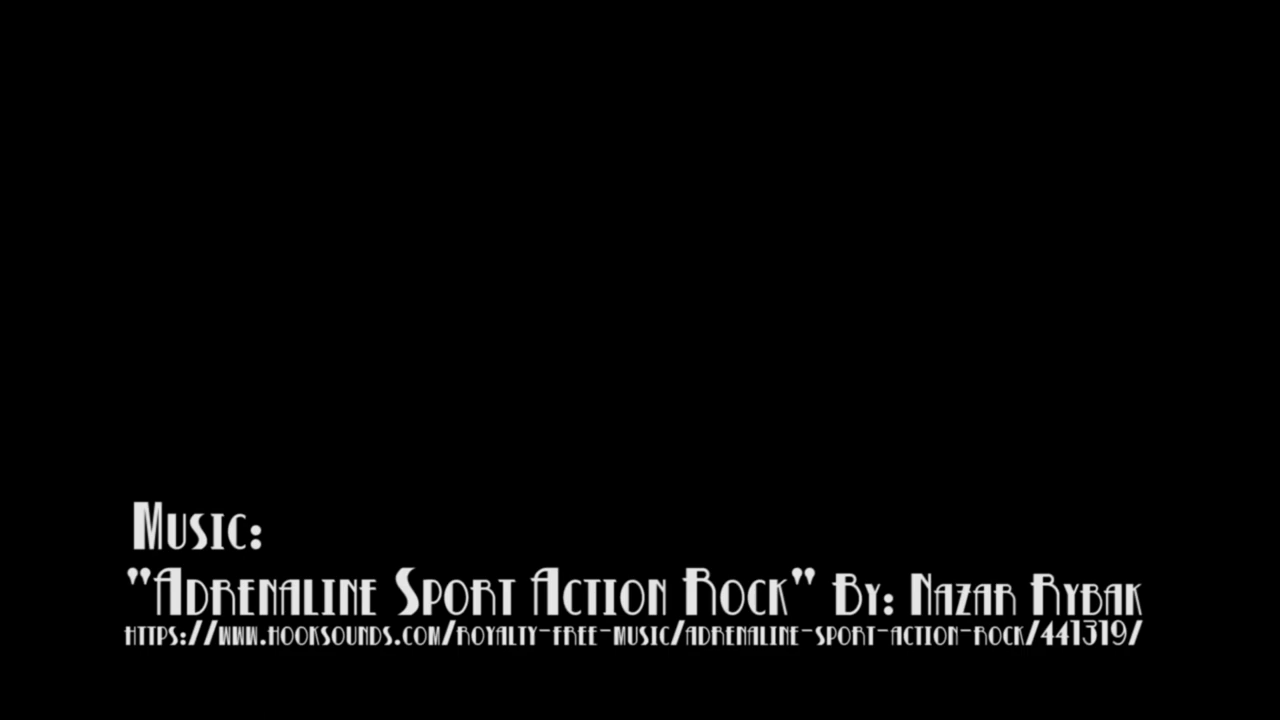 Music:
"Adrenaline Sport Action Rock" By: Nazar Rybak
https://www.hooksounds.com/royalty-free-music/adrenaline-sport-action-rock/441319/